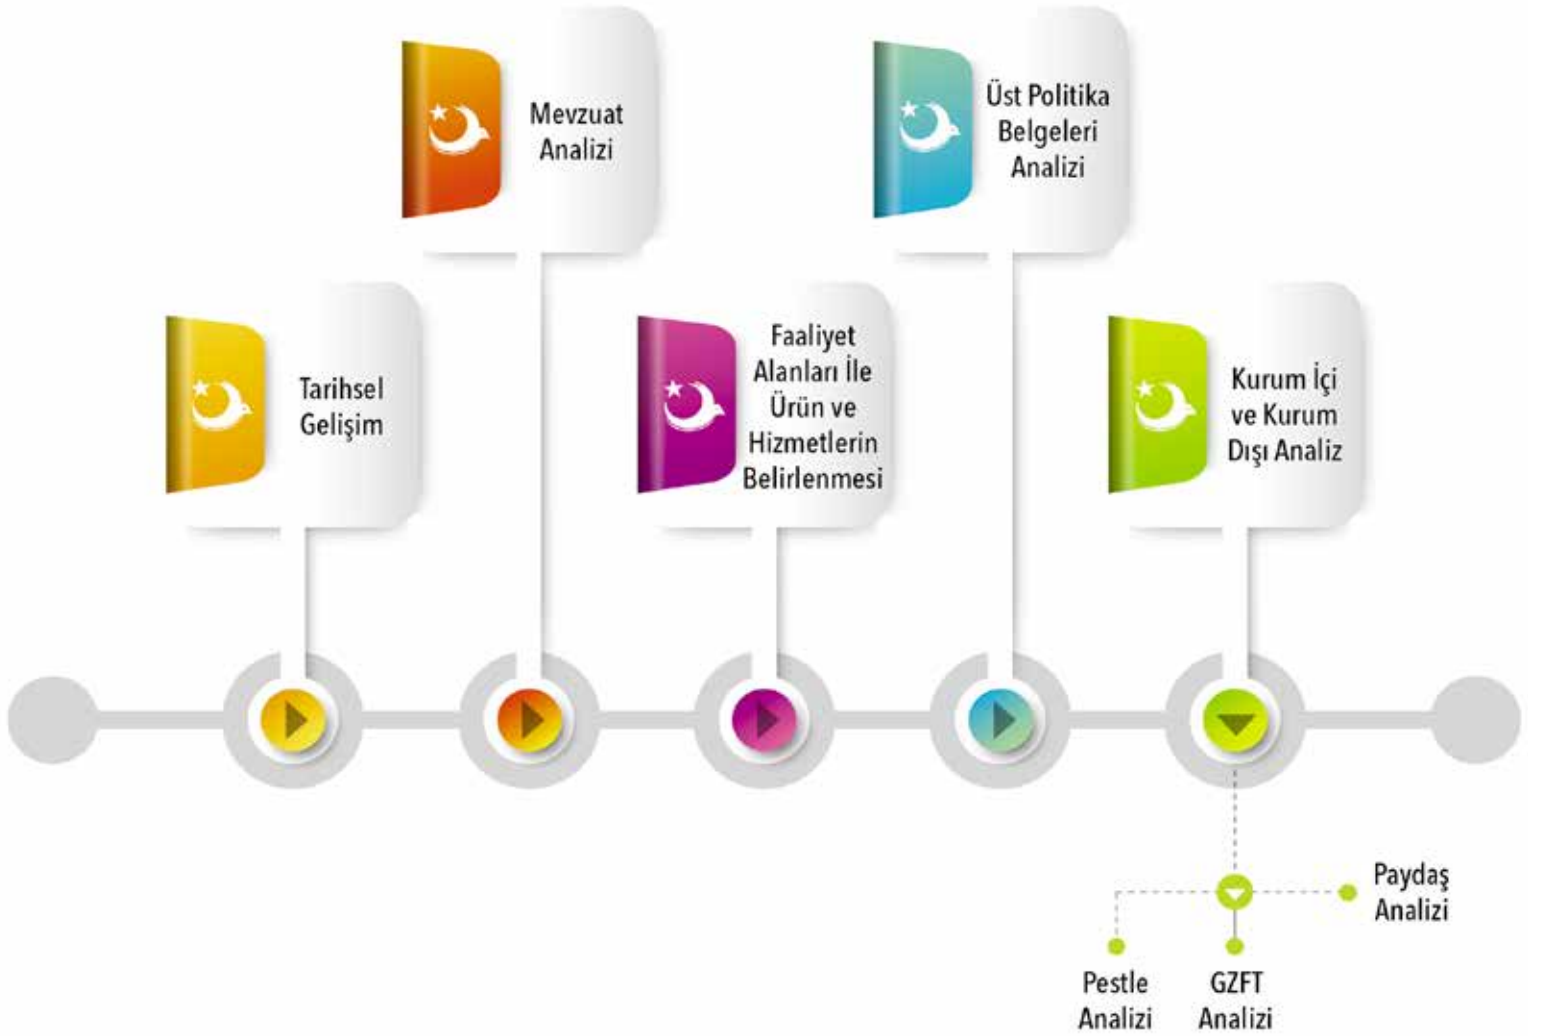 Tarihsel
Gelişim
Mevzuat
Analizi
Faaliyet
Alanları İle
Ürün ve
Hizmetlerin
Belirlenmesi
Üst Politika
Belgeleri
Analizi
Kurum İçi
ve Kurum
Dışı Analiz
Paydaş
Analizi
Pestle
Analizi
GZFT
Analizi